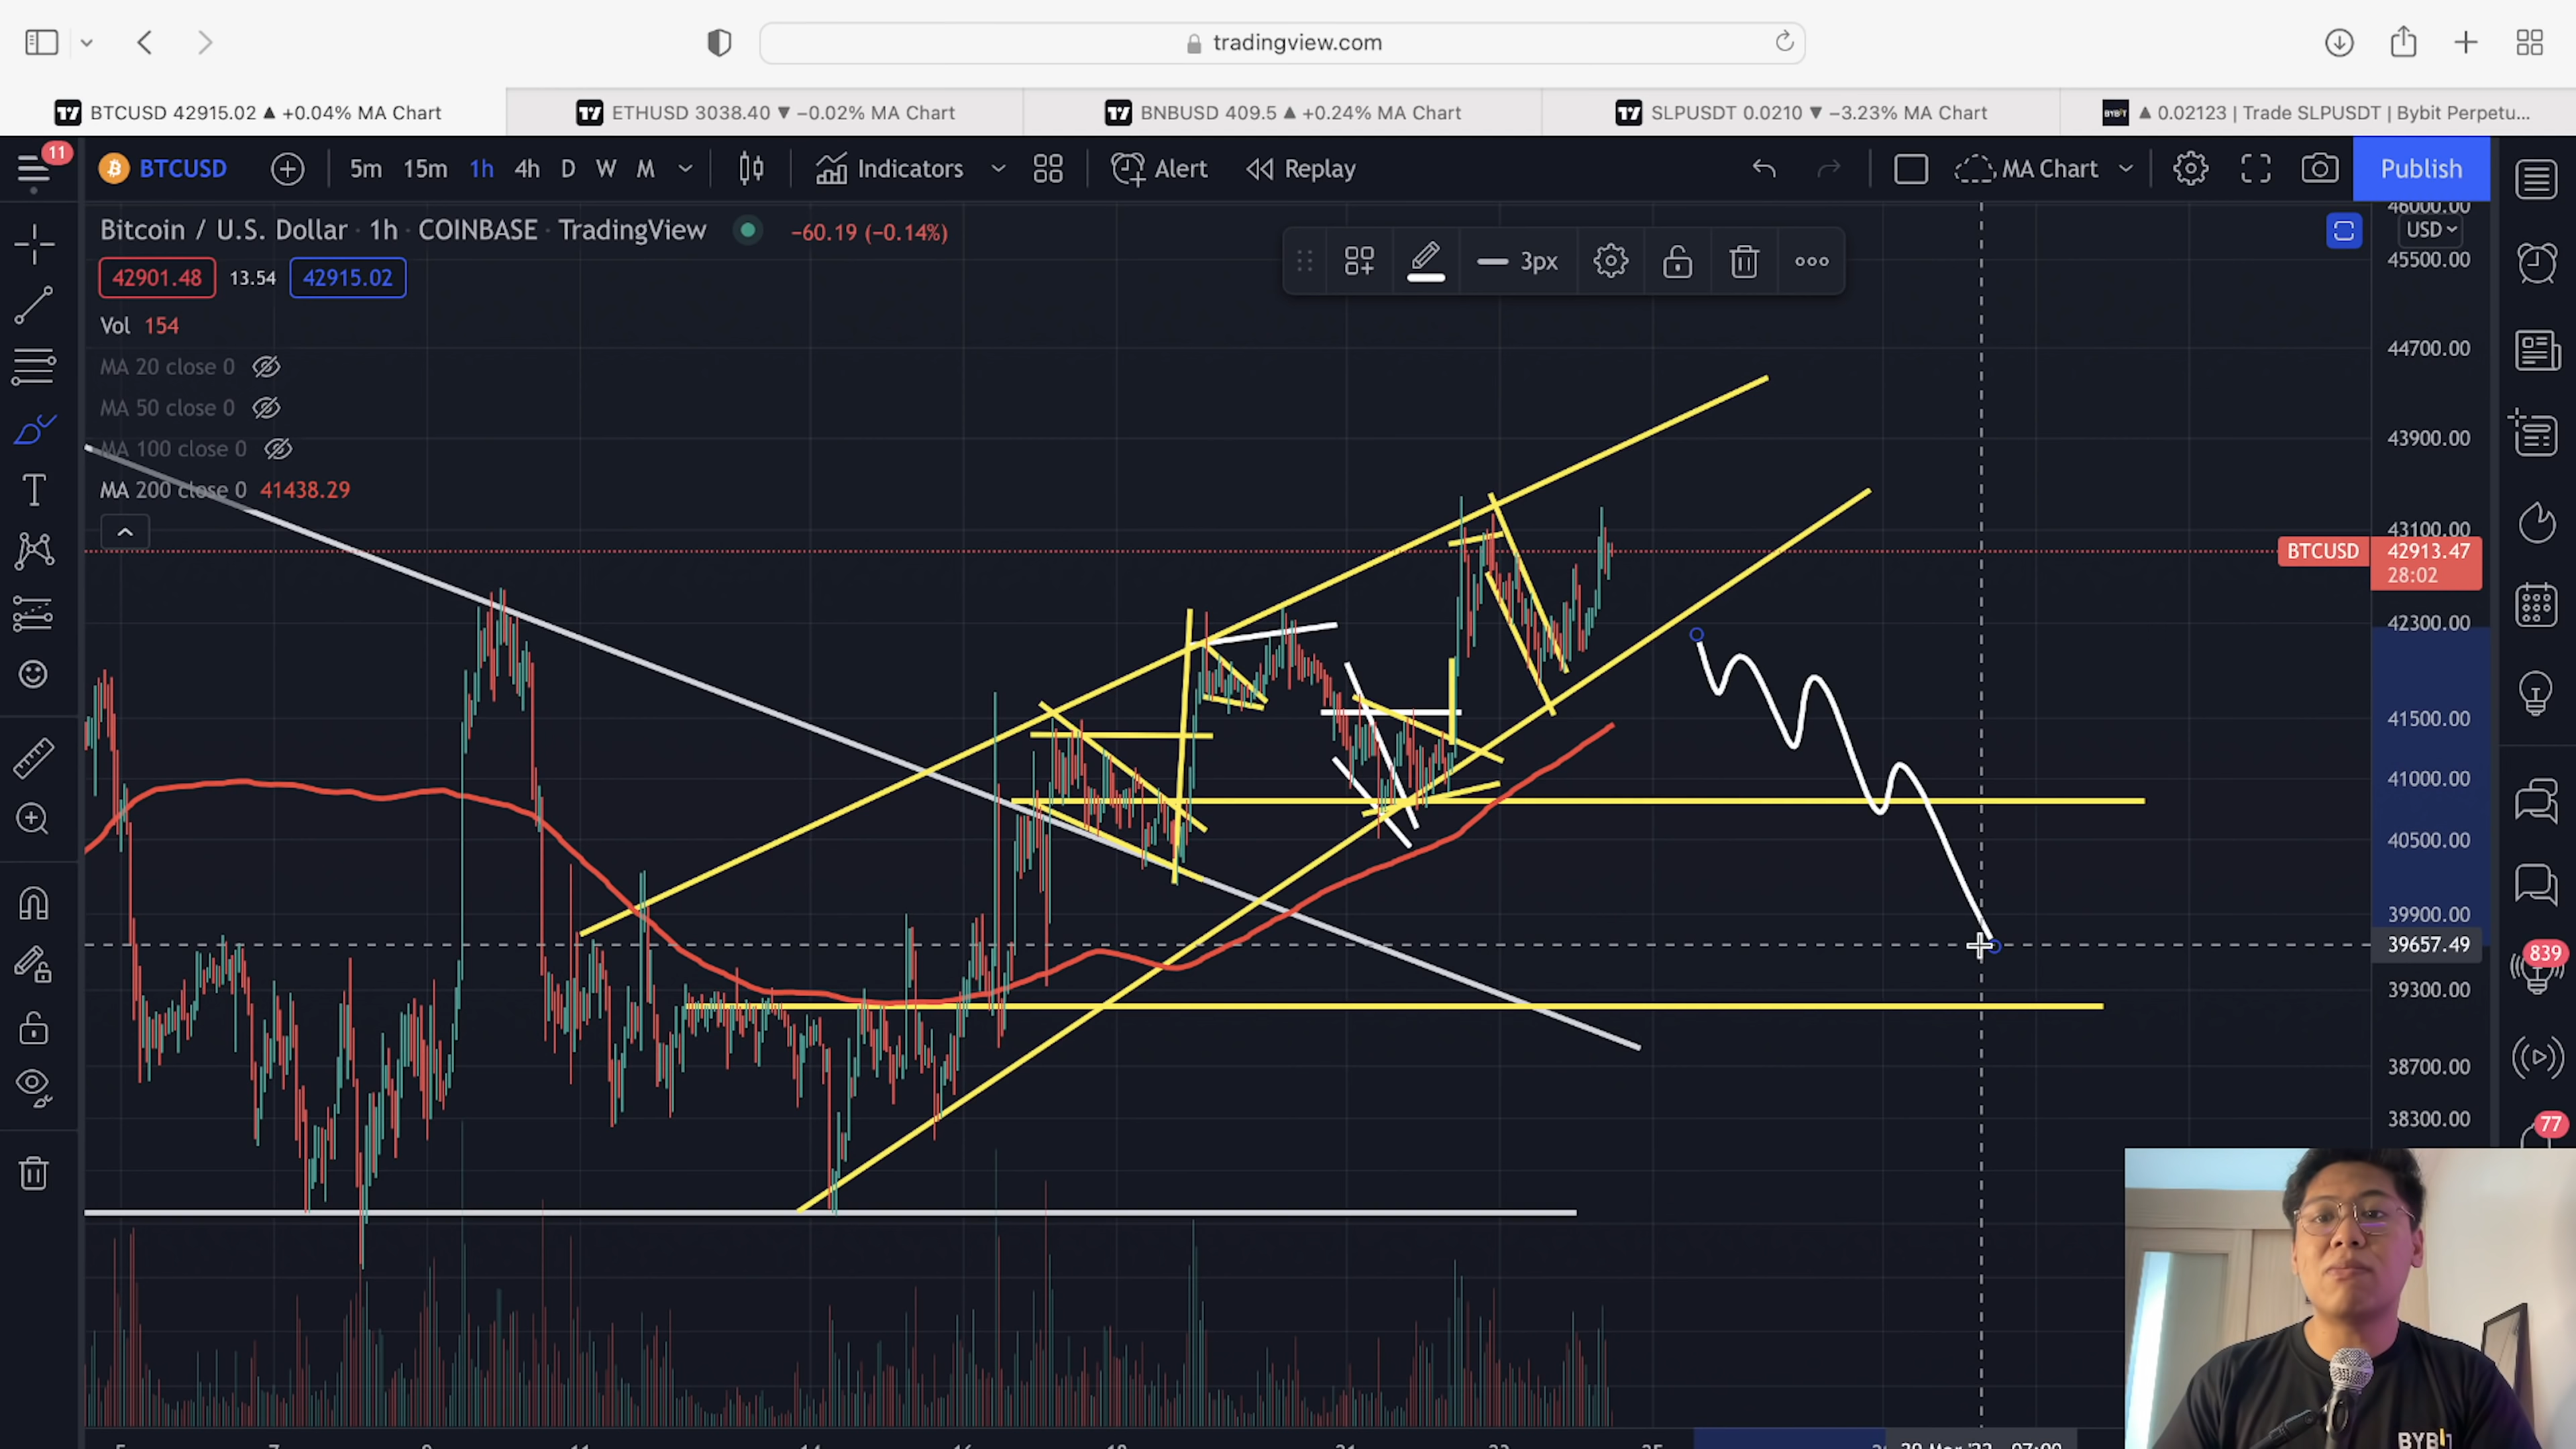 tradingview.com
BTCUSD 42915.02 ▲ +0.04% MA Chart
ETHUSD 3038.40 ▼ −0.02% MA Chart
BNBUSD 409.5 ▲ +0.24% MA Chart
SLPUSDT 0.0210 ▼ −3.23% MA Chart
BYBIT ▲ 0.02123 | Trade SLPUSDT | Bybit Perpetu...
11
BTCUSD
5m 15m 1h 4h D W M
Indicators
Alert
Replay
MA Chart
Publish
Bitcoin / U.S. Dollar · 1h · COINBASE · TradingView
−60.19 (−0.14%)
42901.48 13.54 42915.02
Vol 154
MA 20 close 0
MA 50 close 0
MA 100 close 0
MA 200 close 0 41438.29
3px
46000.00
USD
45500.00
44700.00
43900.00
43100.00
BTCUSD 42913.47
28:02
42300.00
41500.00
41000.00
40500.00
39900.00
39657.49
39300.00
38700.00
38300.00
839
77
BYBIT